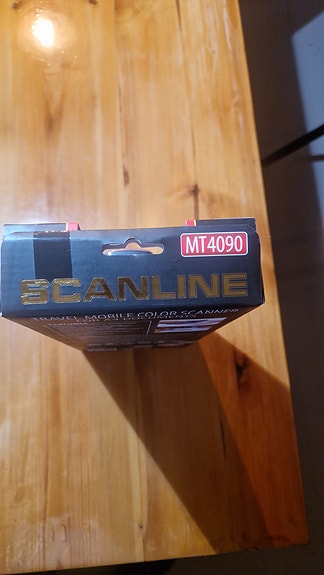 MT4090
SCANLINE
TRAVEL MOBILE COLOR SCANNER